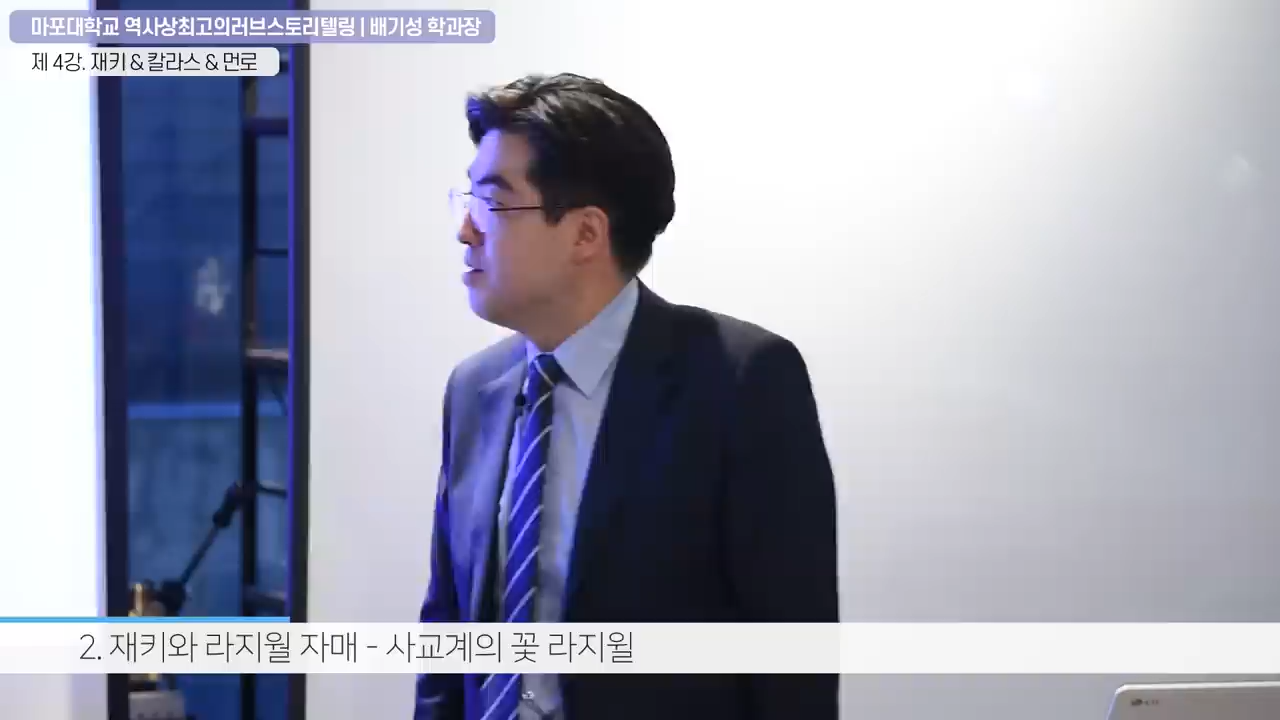 마포대학교 역사상최고의러브스토리텔링 | 배기성 학과장
제 4강. 재키 & 칼라스 & 먼로
2. 재키와 라지윌 자매 - 사교계의 꽃 라지윌